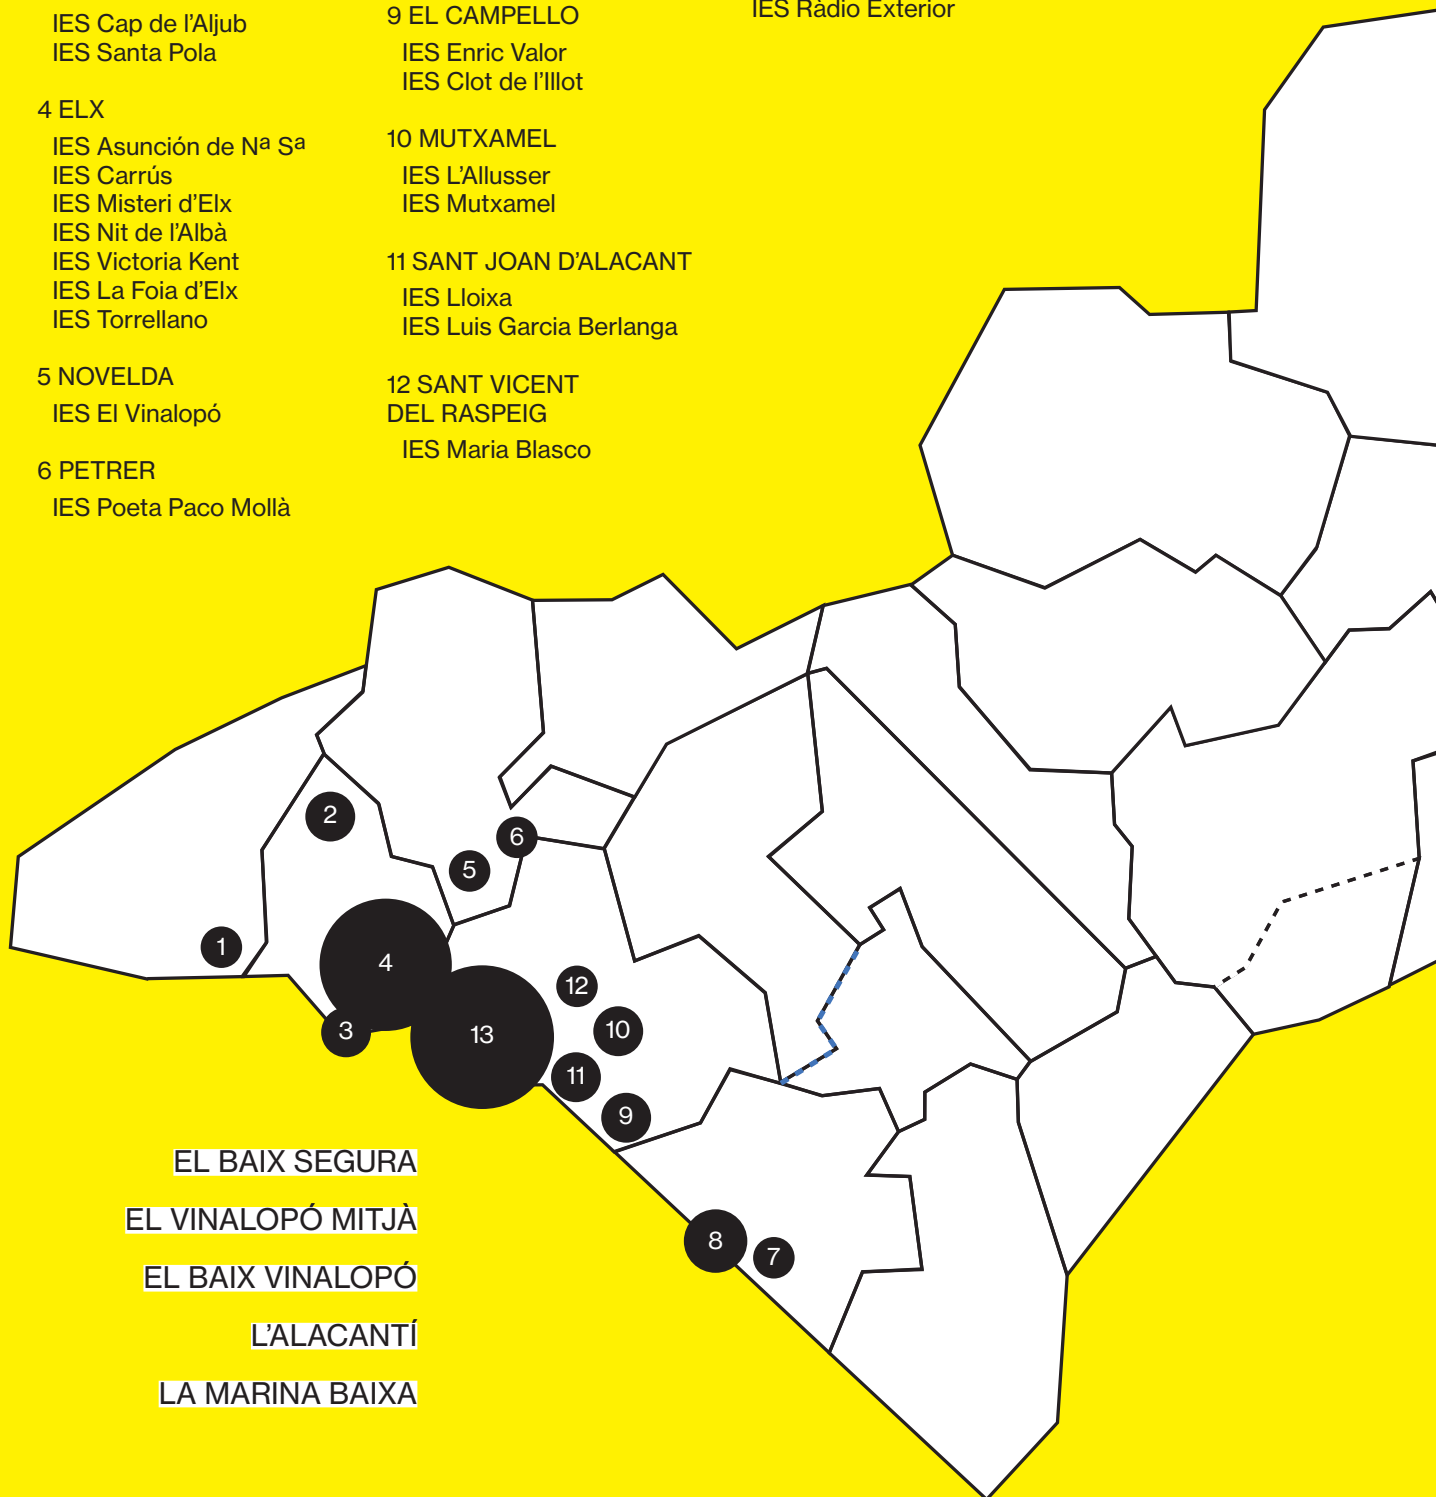 IES Cap de l'Aljub
IES Santa Pola
4 ELX
IES Asunción de Nª Sª
IES Carrús
IES Misteri d'Elx
IES Nit de l'Albà
IES Victoria Kent
IES La Foia d'Elx
IES Torrellano
5 NOVELDA
IES El Vinalopó
6 PETRER
IES Poeta Paco Mollà
9 EL CAMPELLO
IES Enric Valor
IES Clot de l'Illot
10 MUTXAMEL
IES L'Allusser
IES Mutxamel
11 SANT JOAN D'ALACANT
IES Lloixa
IES Luis Garcia Berlanga
12 SANT VICENT
DEL RASPEIG
IES Maria Blasco
IES Ràdio Exterior
2
6
5
1
4
12
3
13
10
11
9
8
7
EL BAIX SEGURA
EL VINALOPÓ MITJÀ
EL BAIX VINALOPÓ
L'ALACANTÍ
LA MARINA BAIXA